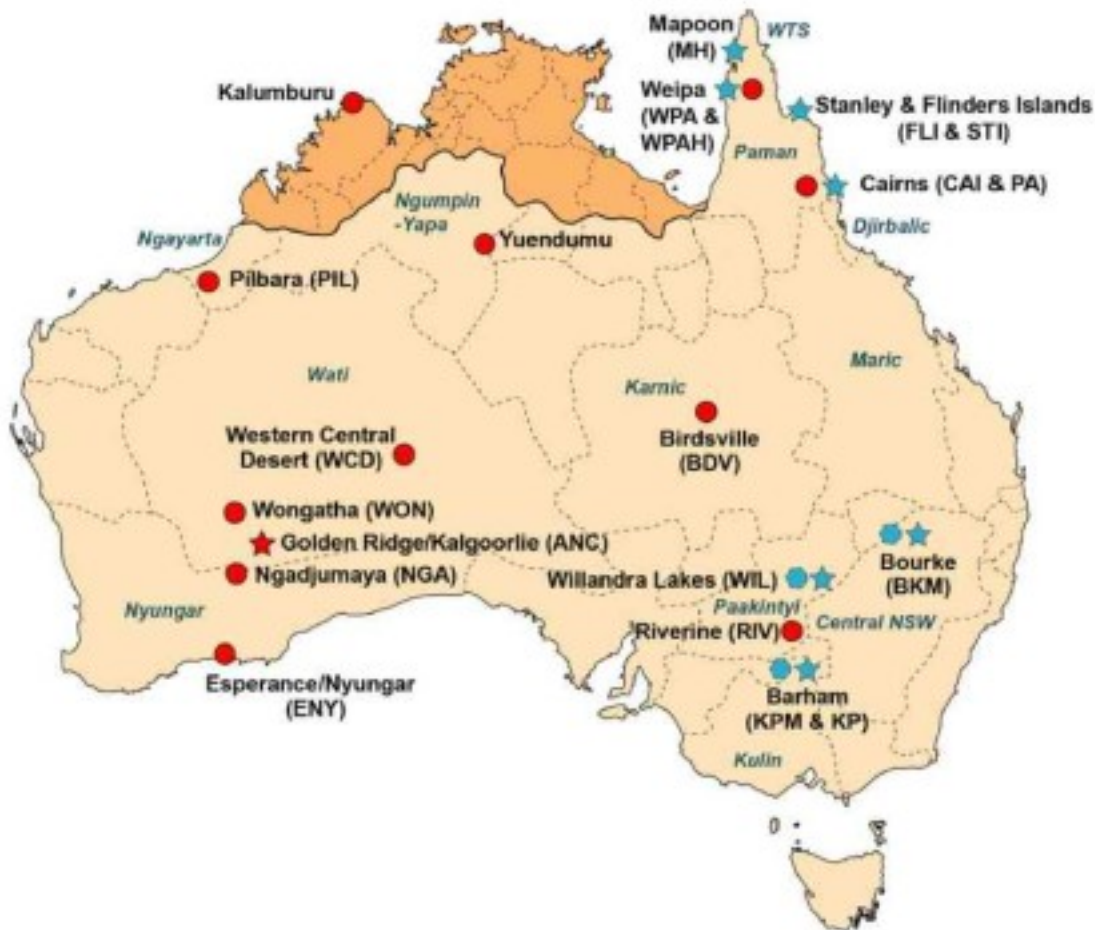 Mapoon
(MH)
WTS
Kalumburu
Weipa
(WPA &
WPAH)
Stanley & Flinders Islands
(FLI & STI)
Paman
Cairns (CAI & PA)
Ngumpin
-Yapa
Djirbalic
Ngayarta
Yuendumu
Pilbara (PIL)
Maric
Wati
Karnic
Western Central
Desert (WCD)
Birdsville
(BDV)
Wongatha (WON)
Golden Ridge/Kalgoorlie (ANC)
Bourke
(BKM)
Ngadjumaya (NGA)
Willandra Lakes (WIL)
Nyungar
Paakintyi
Central NSW
Riverine (RIV)
Esperance/Nyungar
(ENY)
Barham
(KPM & KP)
Kulin